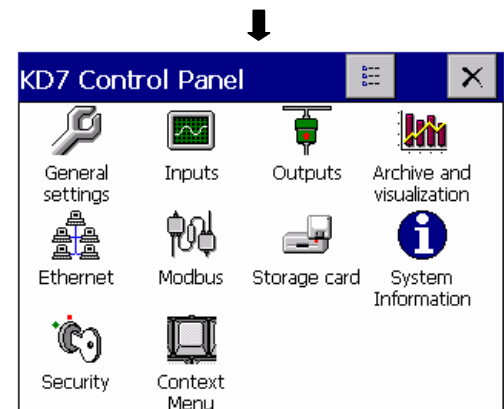 KD7 Control Panel
General
settings
Inputs
Outputs
Archive and
visualization
Ethernet
Modbus
Storage card
System
Information
Security
Context
Menu